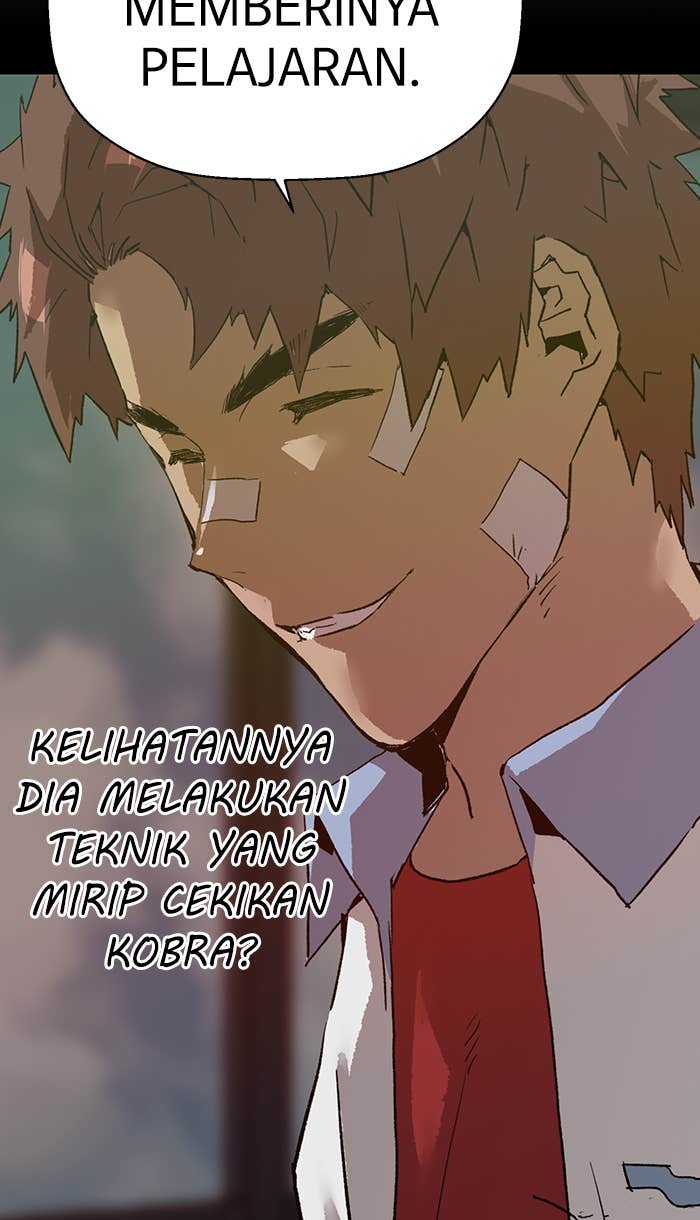 MEMBERINYA
PELAJARAN.
KELIHATANNYA
DIA MELAKUKAN
TEKNIK YANG
MIRIP CEKIKAN
KOBRA?